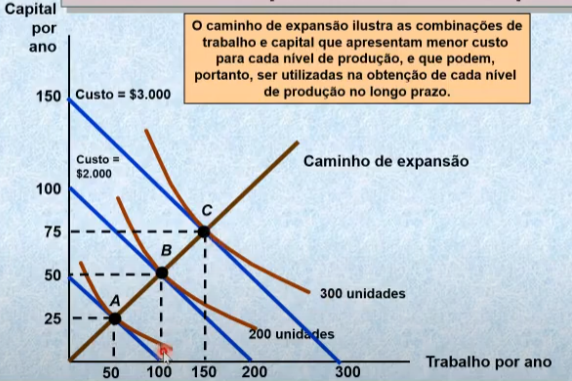 Capital
por
ano
O caminho de expansão ilustra as combinações de
trabalho e capital que apresentam menor custo
para cada nível de produção, e que podem,
portanto, ser utilizadas na obtenção de cada nível
de produção no longo prazo.
150
Custo = $3.000
Custo =
$2.000
Caminho de expansão
100
C
75
B
50
300 unidades
A
25
200 unidades
50
100
150
200
300
Trabalho por ano